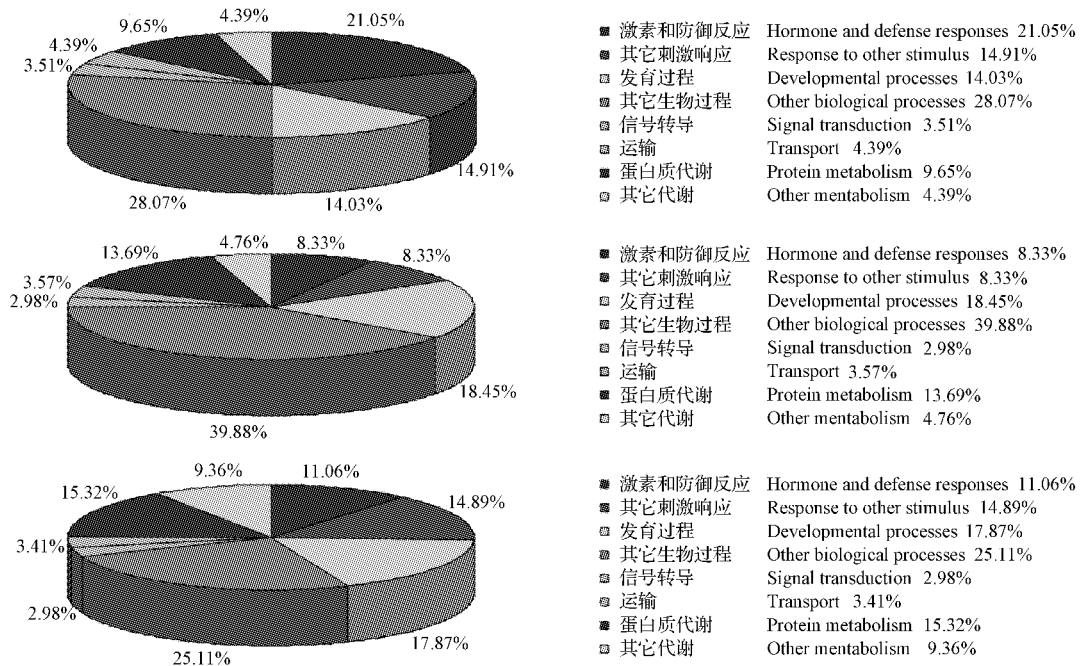 4.39%
9.65%
21.05%
4.39%
3.51%
14.91%
28.07%
14.03%
激素和防御反应 Hormone and defense responses 21.05%
其它刺激响应 Response to other stimulus 14.91%
发育过程 Developmental processes 14.03%
其它生物过程 Other biological processes 28.07%
信号转导 Signal transduction 3.51%
运输 Transport 4.39%
蛋白质代谢 Protein metabolism 9.65%
其它代谢 Other mentabolism 4.39%
4.76%
8.33%
13.69%
8.33%
3.57%
2.98%
18.45%
39.88%
激素和防御反应 Hormone and defense responses 8.33%
其它刺激响应 Response to other stimulus 8.33%
发育过程 Developmental processes 18.45%
其它生物过程 Other biological processes 39.88%
信号转导 Signal transduction 2.98%
运输 Transport 3.57%
蛋白质代谢 Protein metabolism 13.69%
其它代谢 Other mentabolism 4.76%
9.36%
11.06%
15.32%
14.89%
3.41%
2.98%
17.87%
25.11%
激素和防御反应 Hormone and defense responses 11.06%
其它刺激响应 Response to other stimulus 14.89%
发育过程 Developmental processes 17.87%
其它生物过程 Other biological processes 25.11%
信号转导 Signal transduction 2.98%
运输 Transport 3.41%
蛋白质代谢 Protein metabolism 15.32%
其它代谢 Other mentabolism 9.36%